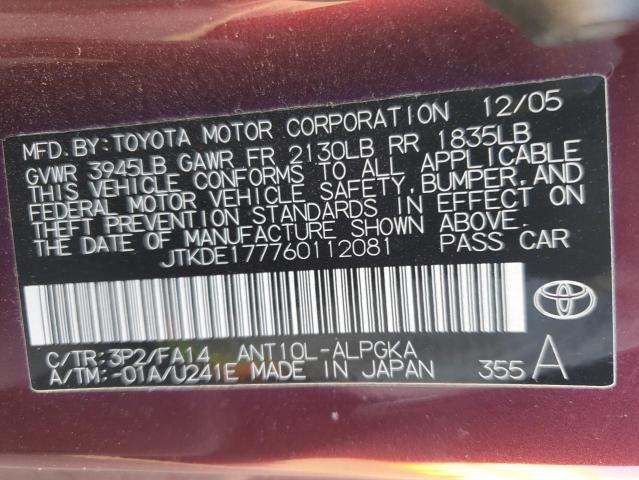 MFD. BY: TOYOTA MOTOR CORPORATION 12/05
GVWR 3945LB GAWR FR 2130LB RR 1835LB
THIS VEHICLE CONFORMS TO ALL APPLICABLE
FEDERAL MOTOR VEHICLE SAFETY, BUMPER, AND
THEFT PREVENTION STANDARDS IN EFFECT ON
THE DATE OF MANUFACTURE SHOWN ABOVE.
JTKDE177760112081 PASS CAR
C/TR: 3P2/FA14 ANT10L-ALPGKA
A/TM: -01A/U241E MADE IN JAPAN 355 A